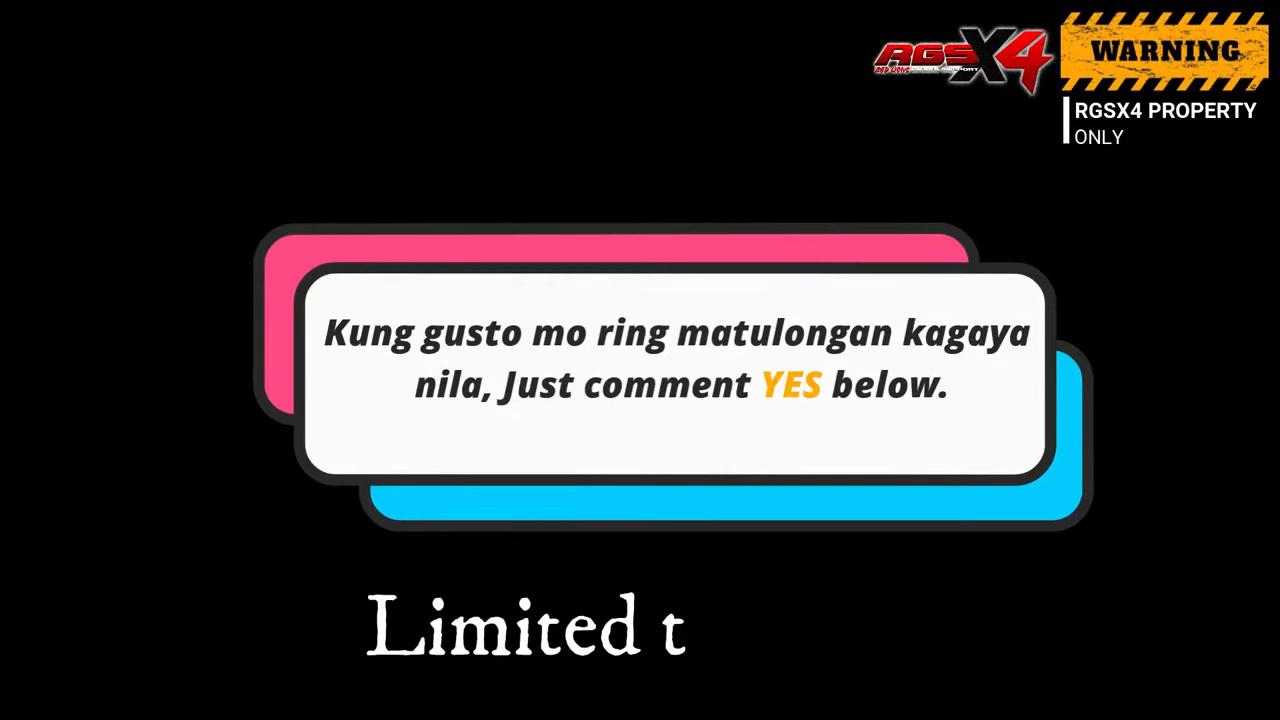 RGSX4
WARNING
RGSX4 PROPERTY
ONLY
Kung gusto mo ring matulongan kagaya
nila, Just comment YES below.
Limited t